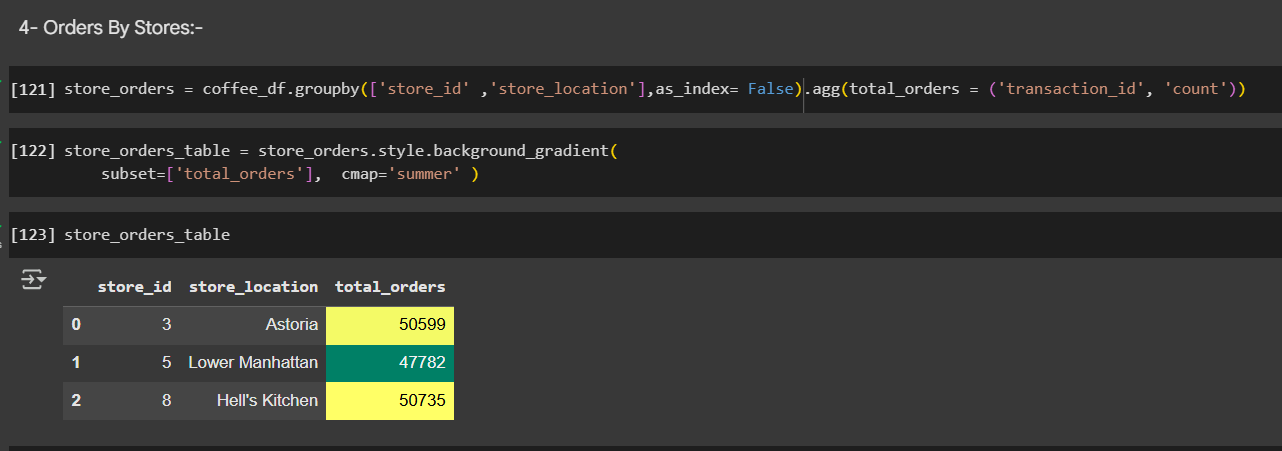 4- Orders By Stores:-
[121] store_orders = coffee_df.groupby(['store_id' ,'store_location'],as_index= False).agg(total_orders = ('transaction_id', 'count'))
[122] store_orders_table = store_orders.style.background_gradient(
subset=['total_orders'],  cmap='summer' )
[123] store_orders_table
store_id store_location total_orders
0 3 Astoria 50599
1 5 Lower Manhattan 47782
2 8 Hell's Kitchen 50735